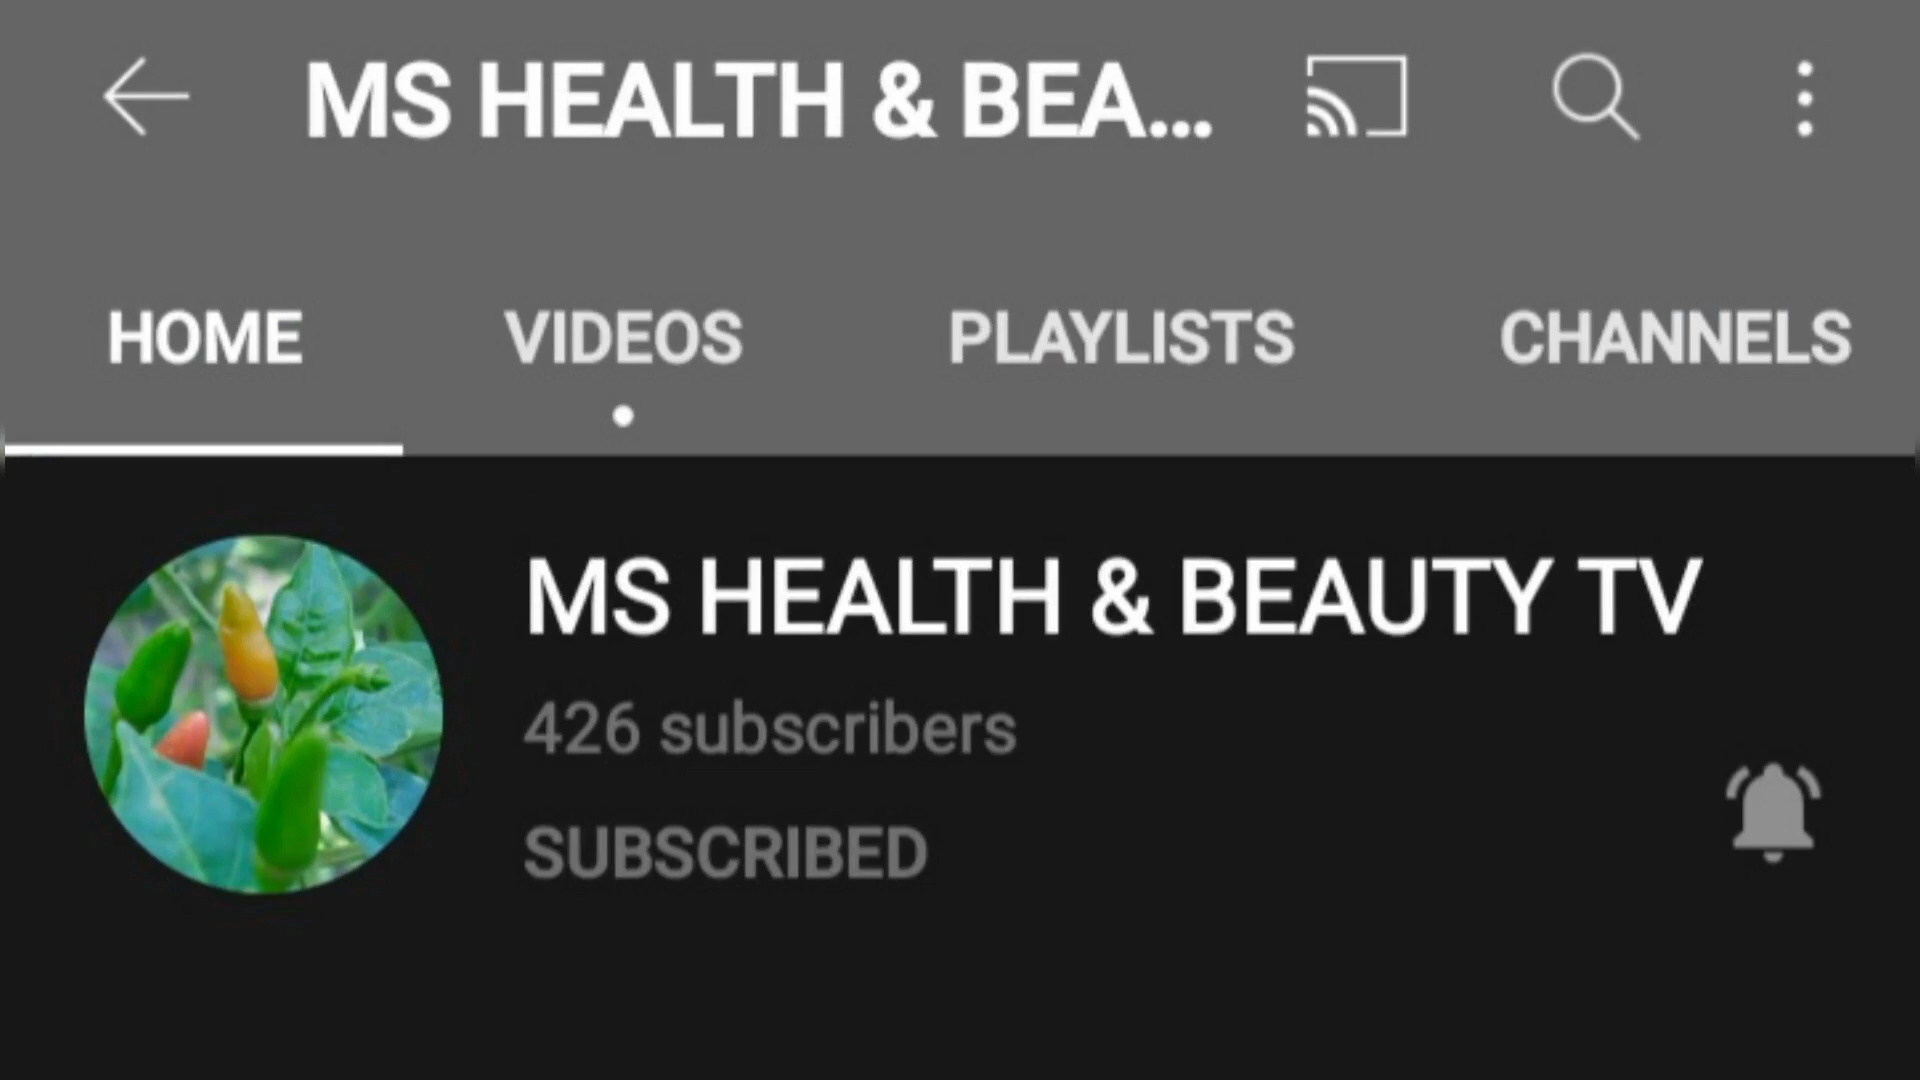 MS HEALTH & BEA...
HOME VIDEOS PLAYLISTS CHANNELS
MS HEALTH & BEAUTY TV
426 subscribers
SUBSCRIBED